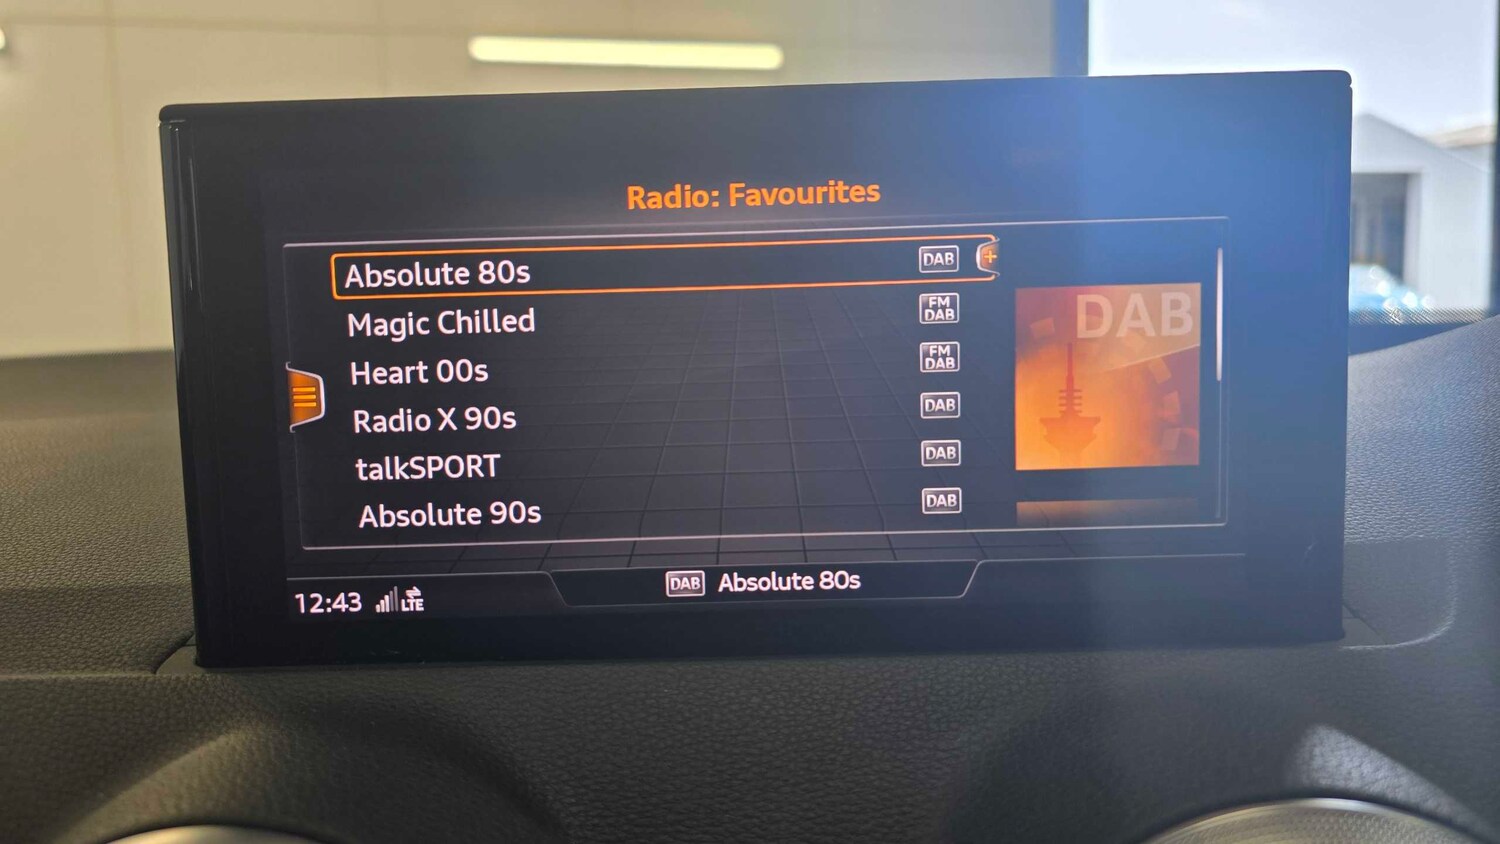 Radio: Favourites
Absolute 80s DAB +
Magic Chilled FM DAB
Heart 00s FM DAB
Radio X 90s DAB
talkSPORT DAB
Absolute 90s DAB
DAB
12:43 LTE DAB Absolute 80s